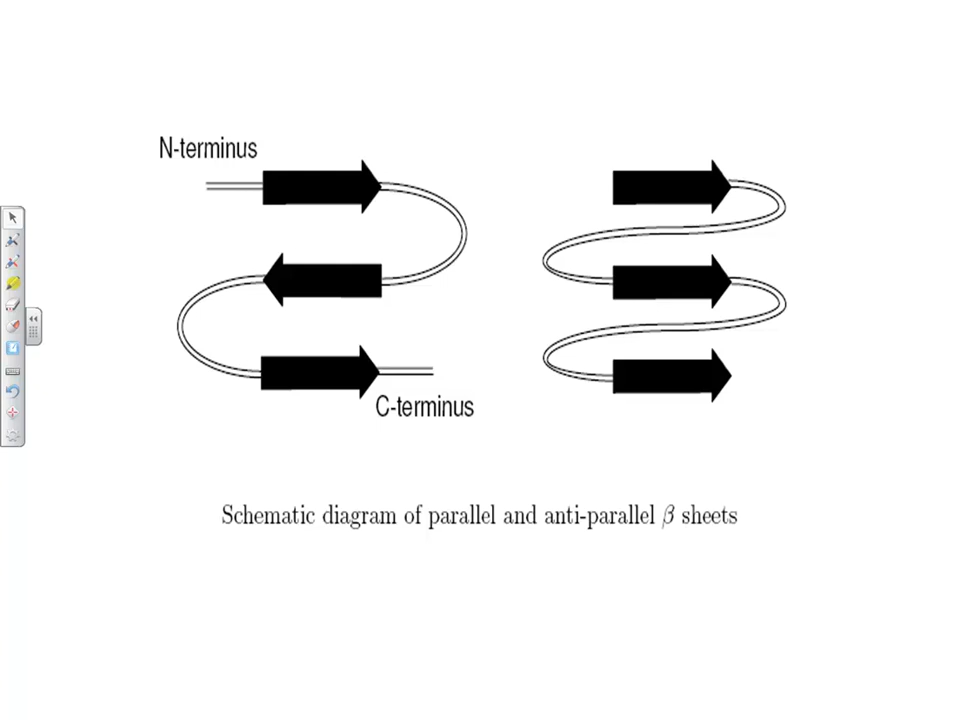 N-terminus
C-terminus
Schematic diagram of parallel and anti-parallel β sheets